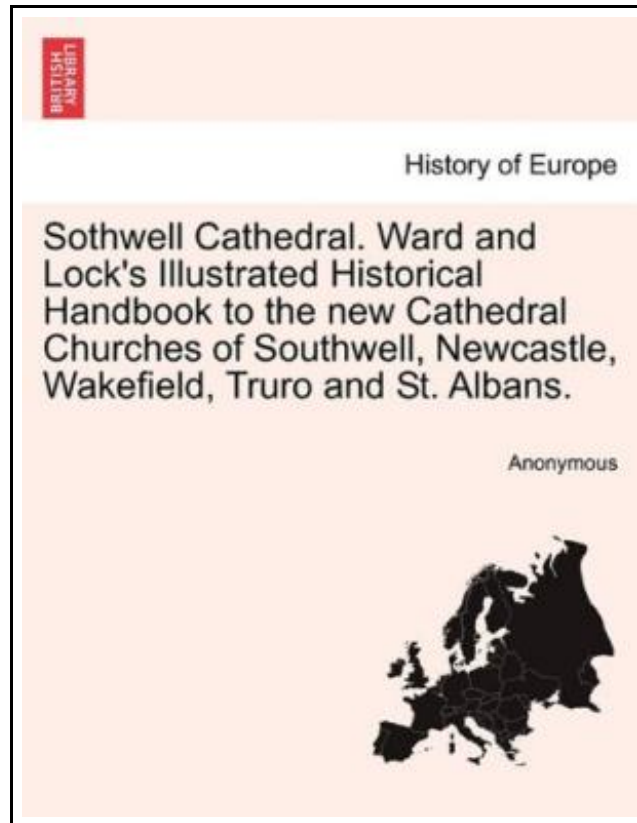 BRITISH
LIBRARY
History of Europe
Sothwell Cathedral. Ward and
Lock's Illustrated Historical
Handbook to the new Cathedral
Churches of Southwell, Newcastle,
Wakefield, Truro and St. Albans.
Anonymous